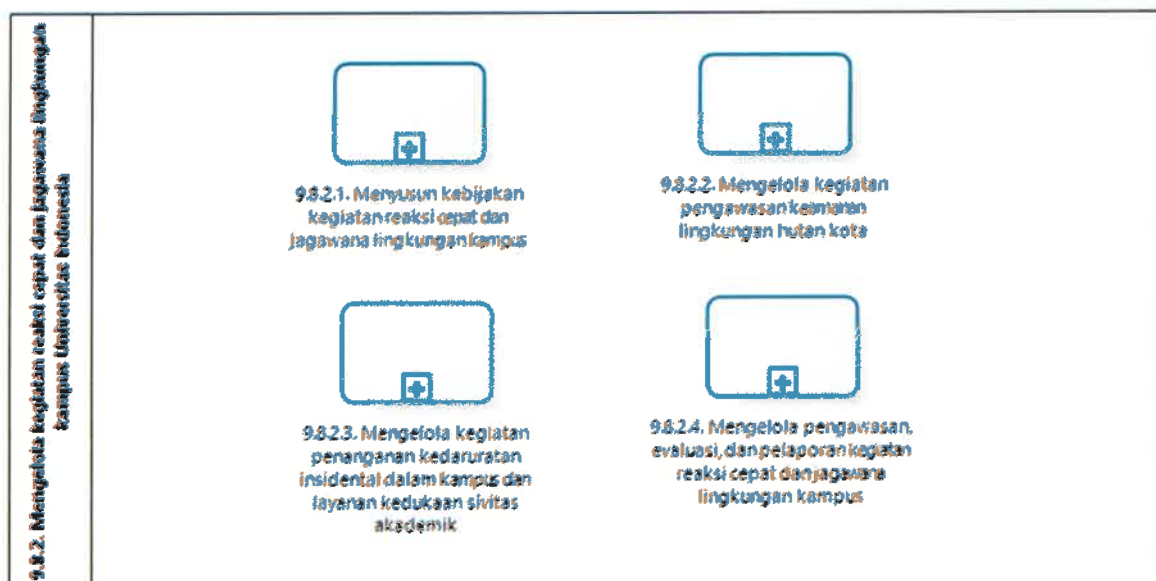 9.8.2. Mengelola kegiatan reaksi cepat dan jagawana lingkungan
kampus Universitas Indonesia
9.8.2.1. Menyusun kebijakan
kegiatan reaksi cepat dan
jagawana lingkungan kampus
9.8.2.2. Mengelola kegiatan
pengawasan keamanan
lingkungan hutan kota
9.8.2.3. Mengelola kegiatan
penanganan kedaruratan
insidental dalam kampus dan
layanan kedukaan sivitas
akademik
9.8.2.4. Mengelola pengawasan,
evaluasi, dan pelaporan kegiatan
reaksi cepat dan jagawana
lingkungan kampus